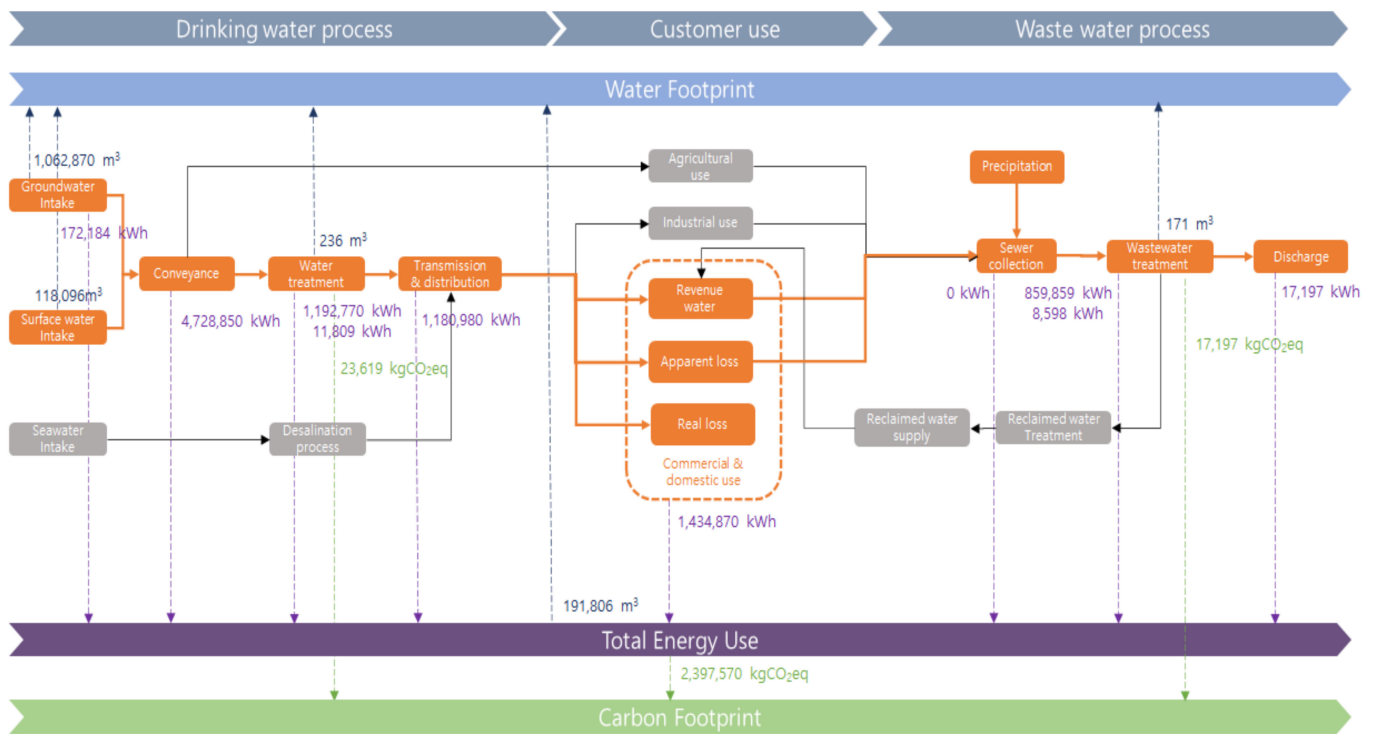 Drinking water process
Customer use
Waste water process
Water Footprint
1,062,870 m³
Groundwater
Intake
172,184 kWh
118,096m³
Surface water
Intake
Seawater
Intake
Conveyance
4,728,850 kWh
236 m³
Water
treatment
1,192,770 kWh
11,809 kWh
23,619 kgCO₂eq
Desalination
process
Transmission
& distribution
1,180,980 kWh
Agricultural
use
Industrial use
Revenue
water
Apparent loss
Real loss
Commercial &
domestic use
1,434,870 kWh
191,806 m³
Precipitation
Sewer
collection
0 kWh
171 m³
Wastewater
treatment
859,859 kWh
8,598 kWh
Discharge
17,197 kWh
17,197 kgCO₂eq
Reclaimed water
supply
Reclaimed water
Treatment
Total Energy Use
2,397,570 kgCO₂eq
Carbon Footprint